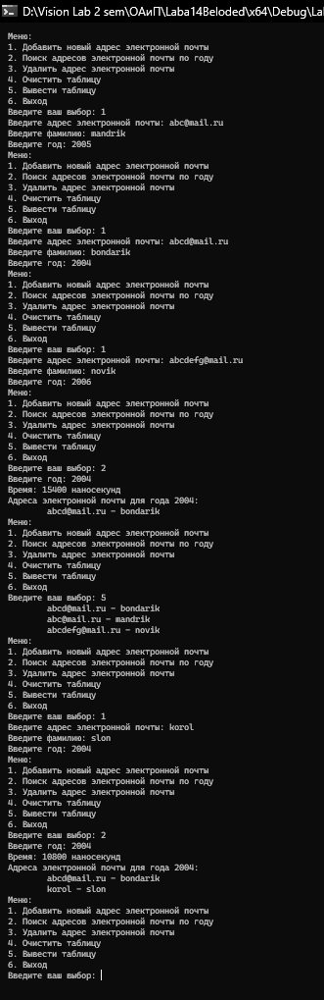 D:\Vision Lab 2 sem\ОАиП\Laba14Beloded\x64\Debug\La
Меню:
1. Добавить новый адрес электронной почты
2. Поиск адресов электронной почты по году
3. Удалить адрес электронной почты
4. Очистить таблицу
5. Вывести таблицу
6. Выход
Введите ваш выбор: 1
Введите адрес электронной почты: abc@mail.ru
Введите фамилию: mandrik
Введите год: 2005
Меню:
1. Добавить новый адрес электронной почты
2. Поиск адресов электронной почты по году
3. Удалить адрес электронной почты
4. Очистить таблицу
5. Вывести таблицу
6. Выход
Введите ваш выбор: 1
Введите адрес электронной почты: abcd@mail.ru
Введите фамилию: bondarik
Введите год: 2004
Меню:
1. Добавить новый адрес электронной почты
2. Поиск адресов электронной почты по году
3. Удалить адрес электронной почты
4. Очистить таблицу
5. Вывести таблицу
6. Выход
Введите ваш выбор: 1
Введите адрес электронной почты: abcdefg@mail.ru
Введите фамилию: novik
Введите год: 2006
Меню:
1. Добавить новый адрес электронной почты
2. Поиск адресов электронной почты по году
3. Удалить адрес электронной почты
4. Очистить таблицу
5. Вывести таблицу
6. Выход
Введите ваш выбор: 2
Введите год: 2004
Время: 15400 наносекунд
Адреса электронной почты для года 2004:
abcd@mail.ru - bondarik
Меню:
1. Добавить новый адрес электронной почты
2. Поиск адресов электронной почты по году
3. Удалить адрес электронной почты
4. Очистить таблицу
5. Вывести таблицу
6. Выход
Введите ваш выбор: 5
abcd@mail.ru - bondarik
abc@mail.ru - mandrik
abcdefg@mail.ru - novik
Меню:
1. Добавить новый адрес электронной почты
2. Поиск адресов электронной почты по году
3. Удалить адрес электронной почты
4. Очистить таблицу
5. Вывести таблицу
6. Выход
Введите ваш выбор: 1
Введите адрес электронной почты: korol
Введите фамилию: slon
Введите год: 2004
Меню:
1. Добавить новый адрес электронной почты
2. Поиск адресов электронной почты по году
3. Удалить адрес электронной почты
4. Очистить таблицу
5. Вывести таблицу
6. Выход
Введите ваш выбор: 2
Введите год: 2004
Время: 10800 наносекунд
Адреса электронной почты для года 2004:
abcd@mail.ru - bondarik
korol - slon
Меню:
1. Добавить новый адрес электронной почты
2. Поиск адресов электронной почты по году
3. Удалить адрес электронной почты
4. Очистить таблицу
5. Вывести таблицу
6. Выход
Введите ваш выбор: